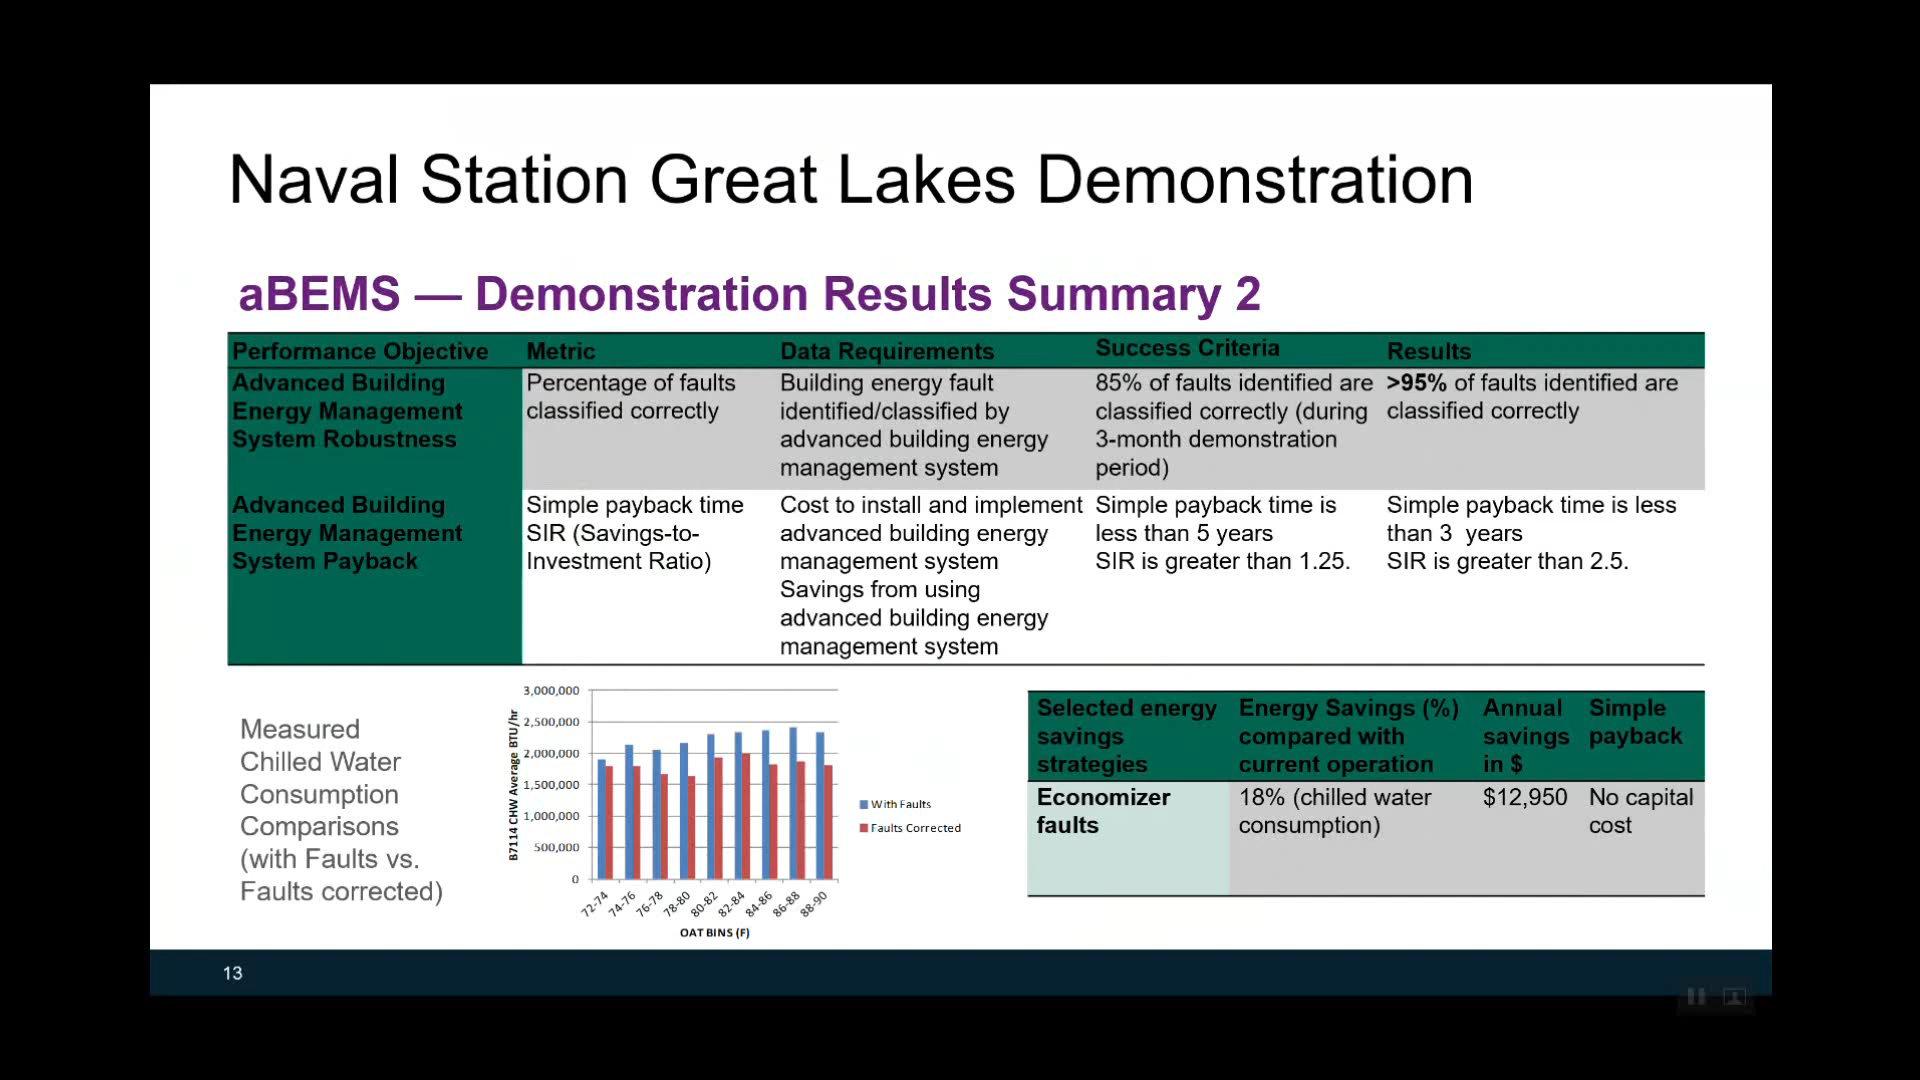 Naval Station Great Lakes Demonstration
aBEMS — Demonstration Results Summary 2
Performance Objective
Metric
Data Requirements
Success Criteria
Results
Advanced Building
Energy Management
System Robustness
Percentage of faults
classified correctly
Building energy fault
identified/classified by
advanced building energy
management system
85% of faults identified are
classified correctly (during
3-month demonstration
period)
>95% of faults identified are
classified correctly
Advanced Building
Energy Management
System Payback
Simple payback time
SIR (Savings-to-
Investment Ratio)
Cost to install and implement
advanced building energy
management system
Savings from using
advanced building energy
management system
Simple payback time is
less than 5 years
SIR is greater than 1.25.
Simple payback time is less
than 3  years
SIR is greater than 2.5.
Measured
Chilled Water
Consumption
Comparisons
(with Faults vs.
Faults corrected)
B7114 CHW Average BTU/hr
3,000,000
2,500,000
2,000,000
1,500,000
1,000,000
500,000
0
72-74
74-76
76-78
78-80
80-82
82-84
84-86
86-88
88-90
OAT BINS (F)
With Faults
Faults Corrected
Selected energy
savings
strategies
Energy Savings (%)
compared with
current operation
Annual
savings
in $
Simple
payback
Economizer
faults
18% (chilled water
consumption)
$12,950
No capital
cost
13